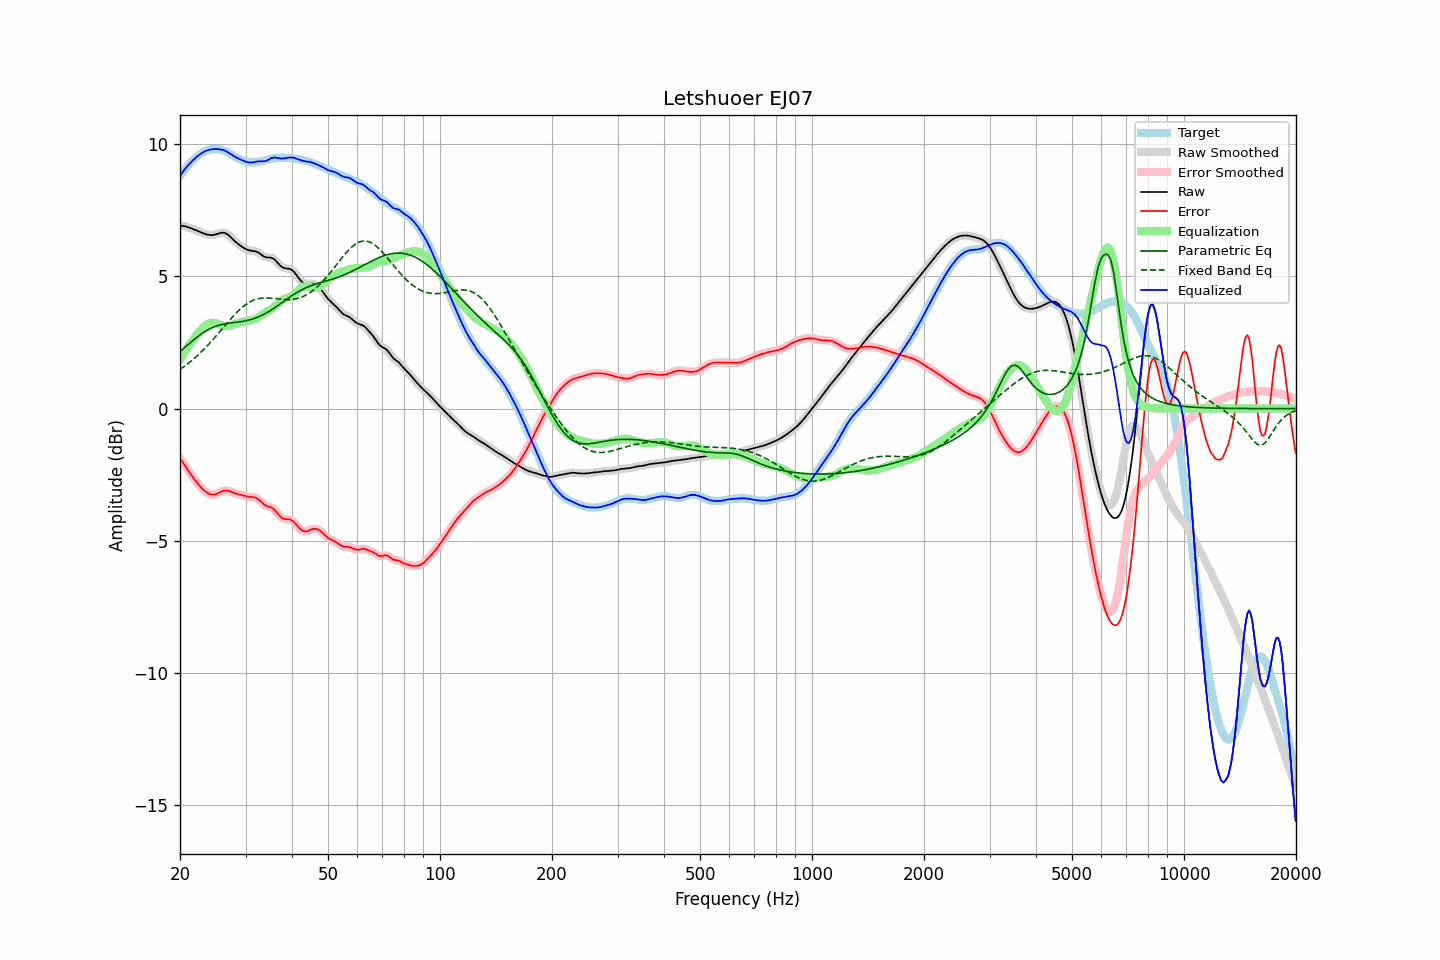 Letshuoer EJ07
Amplitude (dBr)
10
5
0
−5
−10
−15
Target
Raw Smoothed
Error Smoothed
Raw
Error
Equalization
Parametric Eq
Fixed Band Eq
Equalized
20
50
100
200
500
1000
2000
5000
10000
20000
Frequency (Hz)